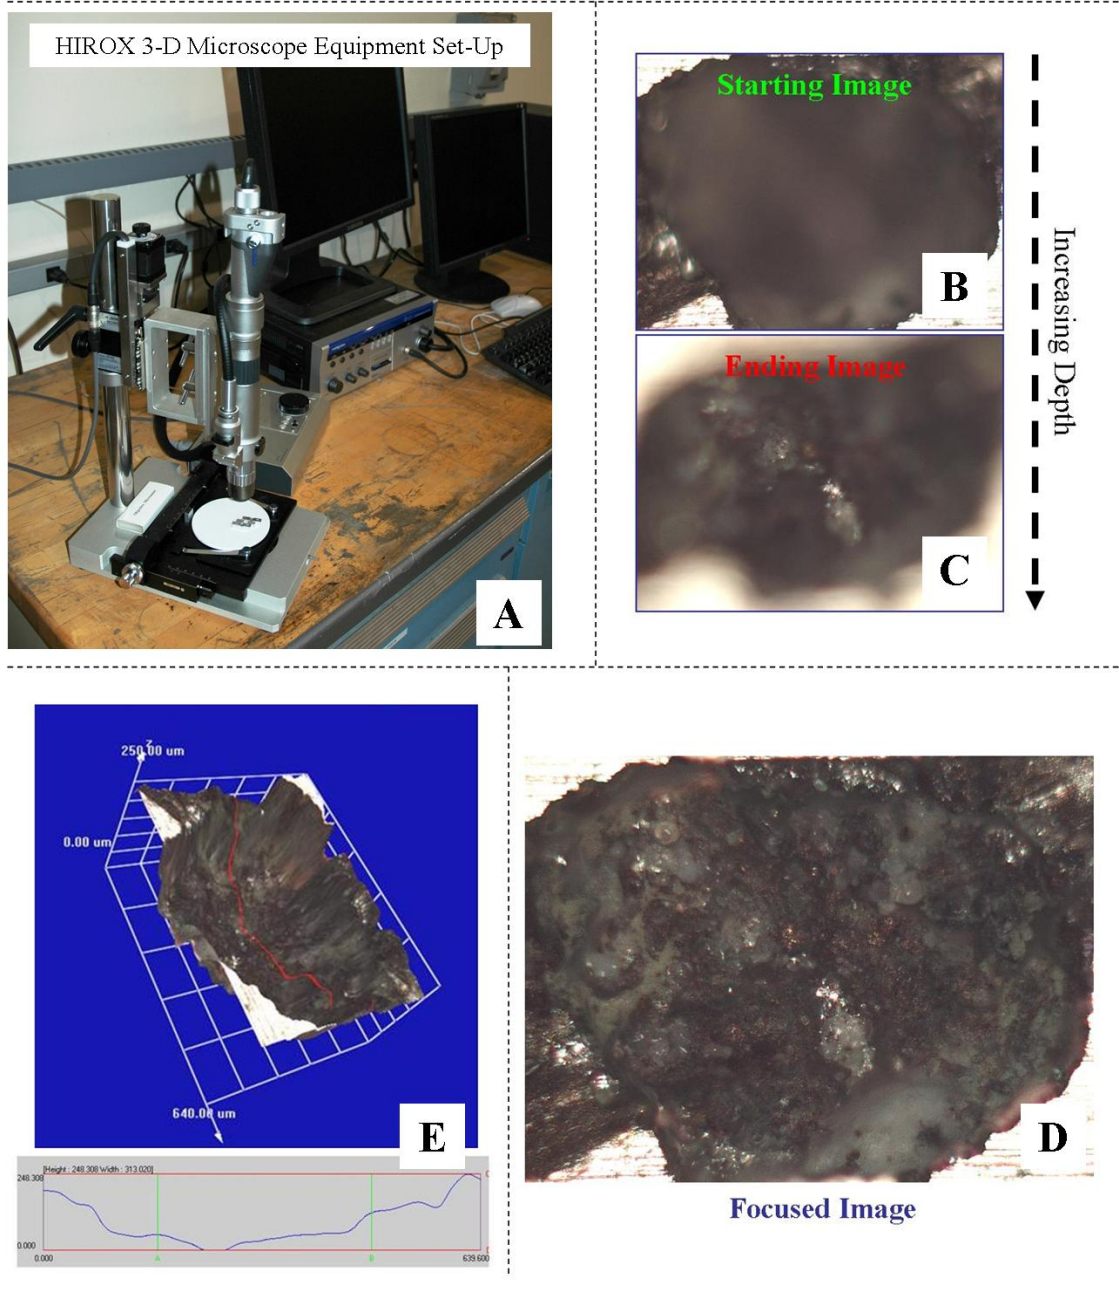 HIROX 3-D Microscope Equipment Set-Up
A
Starting Image
B
Ending Image
C
Increasing Depth
250.00 um
Z
0.00 um
640.00 um
E
[Height : 248.308 Width : 313.020]
248.308
0.000
0.000
A
B
639.600
D
Focused Image